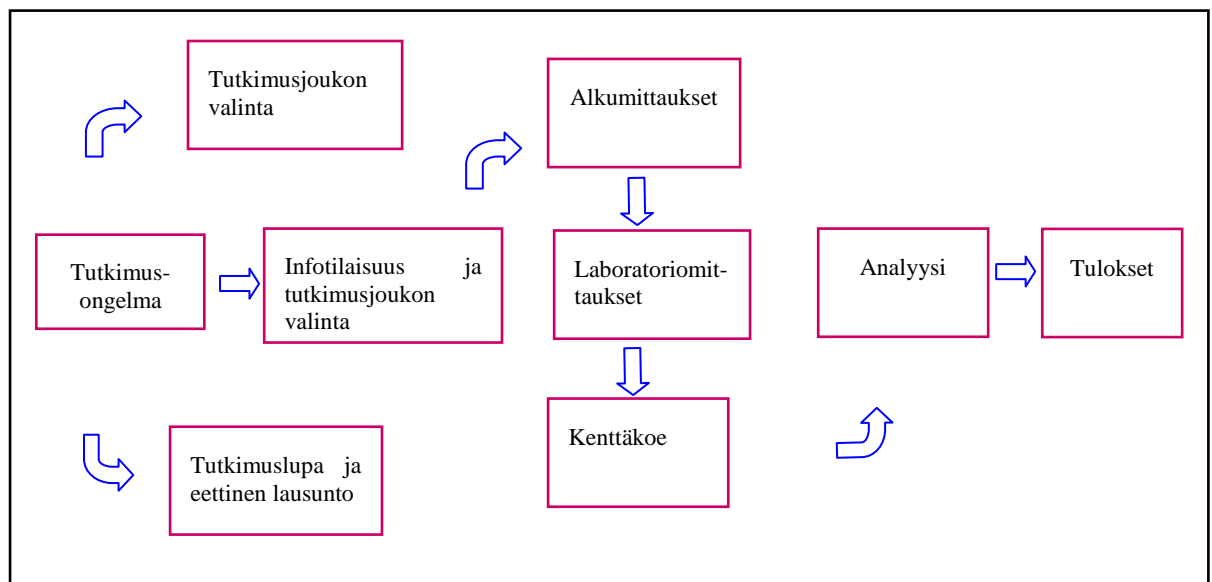 Tutkimusjoukon
valinta
Alkumittaukset
Tutkimus-
ongelma
Infotilaisuus ja
tutkimusjoukon
valinta
Laboratoriomit-
taukset
Analyysi
Tulokset
Kenttäkoe
Tutkimuslupa ja
eettinen lausunto